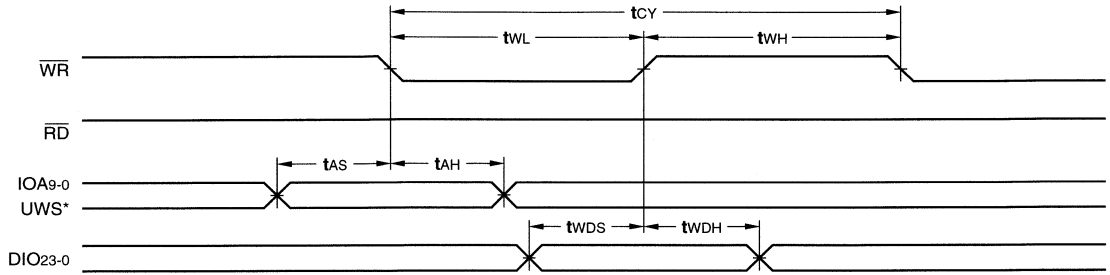 tCY
tWL
tWH
WR
RD
tAS
tAH
IOA9-0
UWS*
tWDS
tWDH
DIO23-0